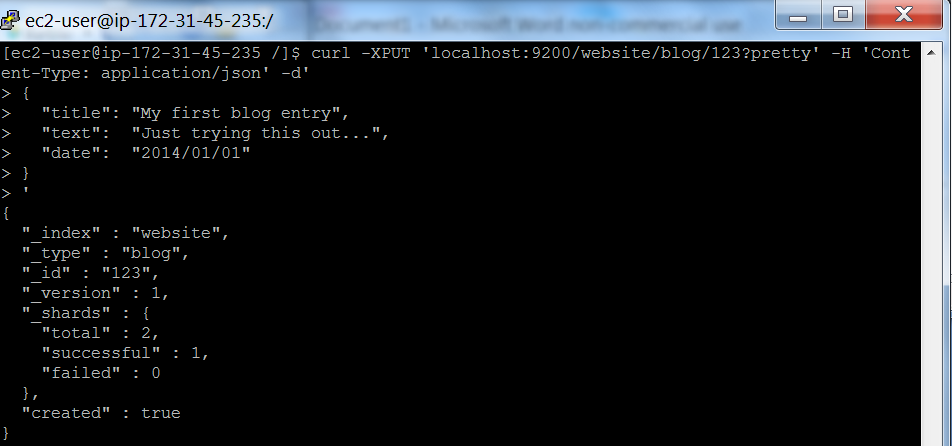 ec2-user@ip-172-31-45-235:/
[ec2-user@ip-172-31-45-235 /]$ curl -XPUT 'localhost:9200/website/blog/123?pretty' -H 'Cont
ent-Type: application/json' -d'
> {
>   "title": "My first blog entry",
>   "text":  "Just trying this out...",
>   "date":  "2014/01/01"
> }
> '
{
  "_index" : "website",
  "_type" : "blog",
  "_id" : "123",
  "_version" : 1,
  "_shards" : {
    "total" : 2,
    "successful" : 1,
    "failed" : 0
  },
  "created" : true
}